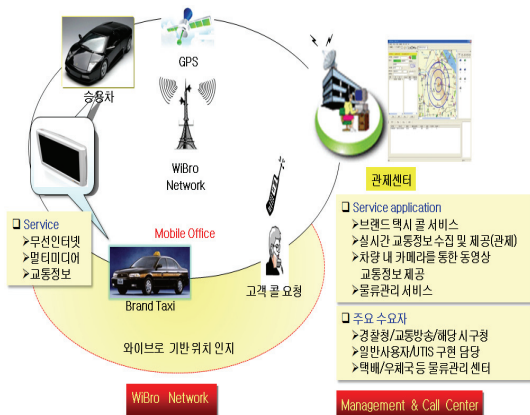 GPS
승용차
WiBro
Network
관제센터
❑ Service
➢무선인터넷
➢멀티미디어
➢교통정보
Mobile Office
Brand Taxi
고객 콜 요청
와이브로 기반 위치 인지
❑ Service application
➢브랜드 택시 콜 서비스
➢실시간 교통정보 수집 및 제공(관제)
➢차량 내 카메라를 통한 동영상
교통정보 제공
➢물류관리 서비스
❑ 주요 수요자
➢경찰청/교통방송/해당 시구청
➢일반사용자/UTIS 구현 담당
➢택배/우체국 등 물류관리 센터
WiBro Network
Management & Call Center